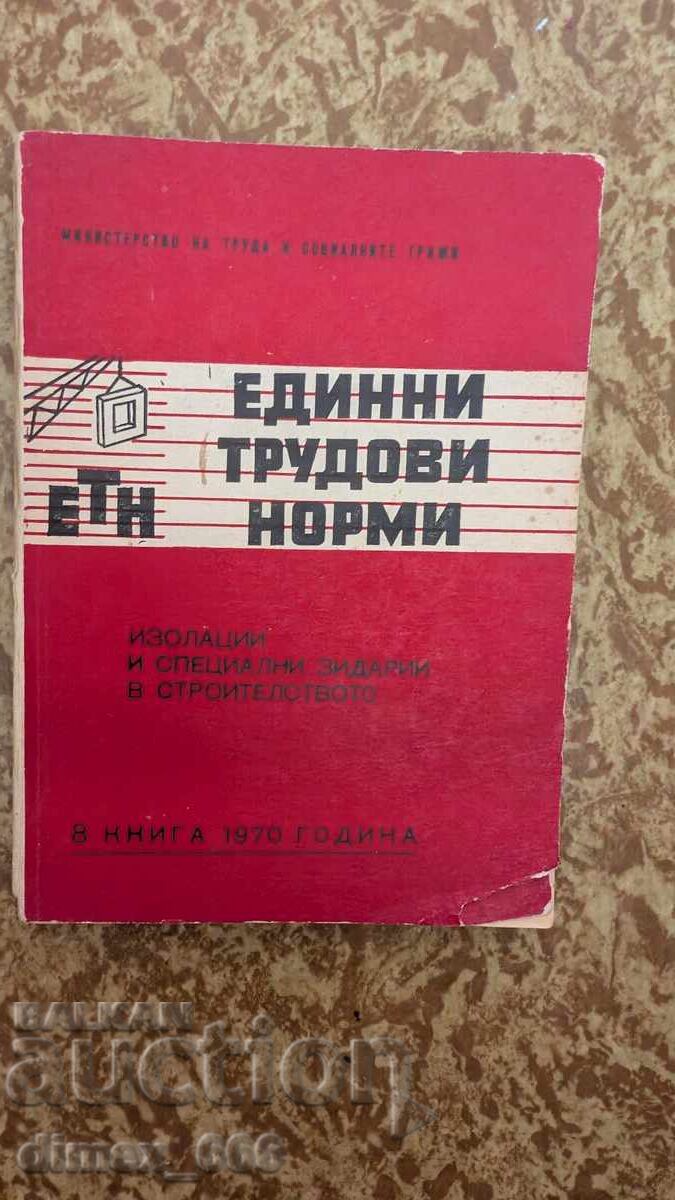 МИНИСТЕРСТВО НА ТРУДА И СОЦИАЛНИТЕ ГРИЖИ
ЕДИННИ
ТРУДОВИ
НОРМИ
ЕТН
ИЗОЛАЦИИ
И СПЕЦИАЛНИ ЗИДАРИИ
В СТРОИТЕЛСТВОТО
8 КНИГА 1970 ГОДИНА
BALKAN
auction
dimex_666